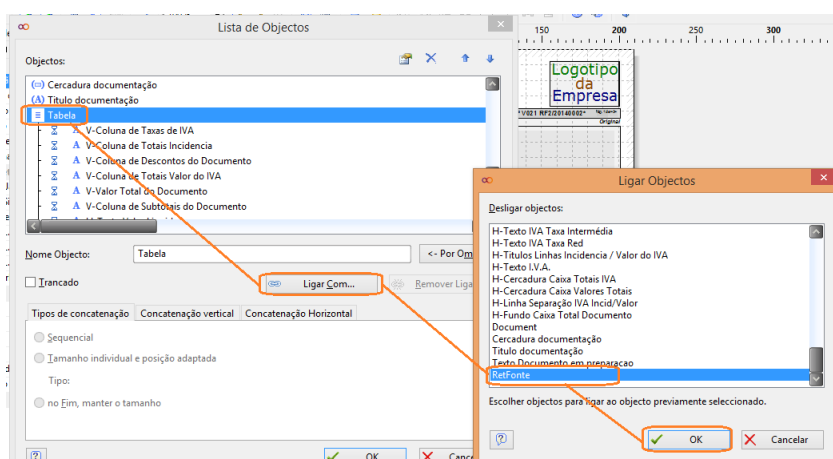 Lista de Objectos
150
200
250
300
Objectos:
Cercadura documentação
(A) Titulo documentação
Tabela
A V-Coluna de Taxas de IVA
A V-Coluna de Totais Incidencia
A V-Coluna de Descontos do Documento
A V-Coluna de Totais Valor do IVA
A V-Valor Total do Documento
A V-Coluna de Subtotais do Documento
Nome Objecto:
Tabela
<- Por Om
Trancado
Ligar Com...
Remover Liga
Tipos de concatenação
Concatenação vertical
Concatenação Horizontal
Sequencial
Tamanho individual e posição adaptada
Tipo:
no Fim, manter o tamanho
OK
Cance
Logotipo
da
Empresa
Original
Ligar Objectos
Desligar objectos:
H-Texto IVA Taxa Intermédia
H-Texto IVA Taxa Red
H-Titulos Linhas Incidencia / Valor do IVA
H-Texto I.V.A.
H-Cercadura Caixa Totais IVA
H-Cercadura Caixa Valores Totais
H-Linha Separação IVA Incid/Valor
H-Fundo Caixa Total Documento
Document
Cercadura documentação
Titulo documentação
Texto Documento em preparacao
RetFonte
Escolher objectos para ligar ao objecto previamente seleccionado.
OK
Cancelar